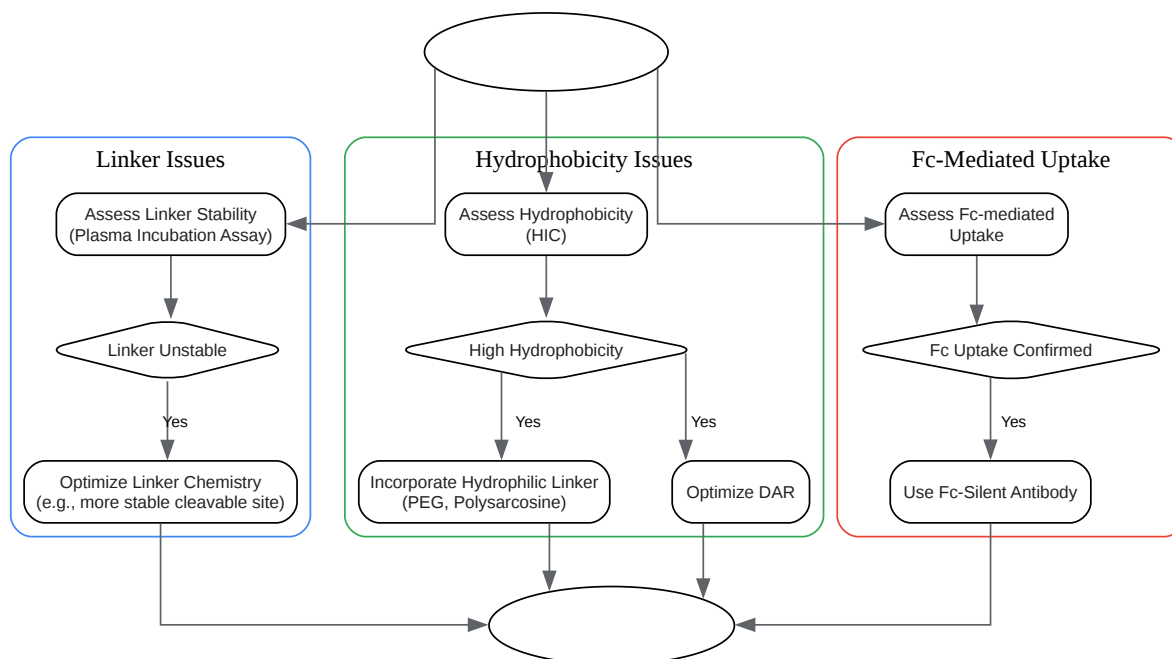 Linker Issues
Assess Linker Stability
(Plasma Incubation Assay)
Linker Unstable
Yes
Optimize Linker Chemistry
(e.g., more stable cleavable site)
Hydrophobicity Issues
Assess Hydrophobicity
(HIC)
High Hydrophobicity
Yes
Yes
Incorporate Hydrophilic Linker
(PEG, Polysarcosine)
Optimize DAR
Fc-Mediated Uptake
Assess Fc-mediated
Uptake
Fc Uptake Confirmed
Yes
Use Fc-Silent Antibody